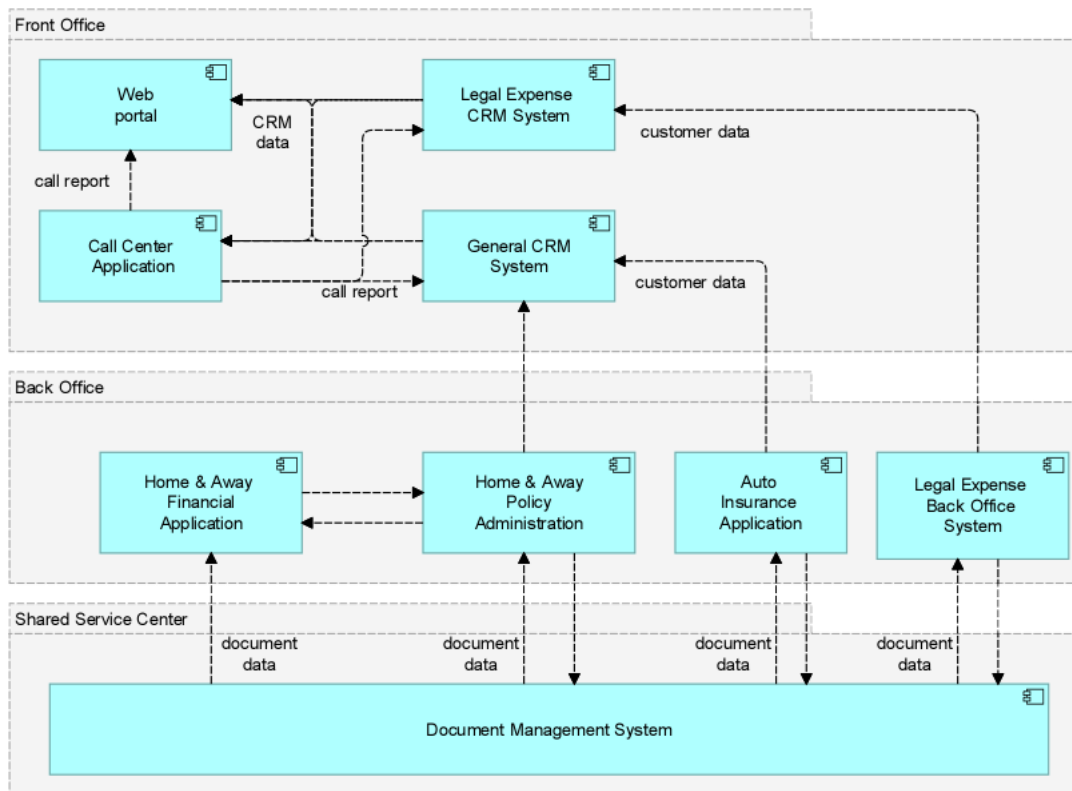 Front Office
Web
portal
Legal Expense
CRM System
CRM
data
customer data
call report
Call Center
Application
General CRM
System
call report
customer data
Back Office
Home & Away
Financial
Application
Home & Away
Policy
Administration
Auto
Insurance
Application
Legal Expense
Back Office
System
Shared Service Center
document
data
document
data
document
data
document
data
Document Management System